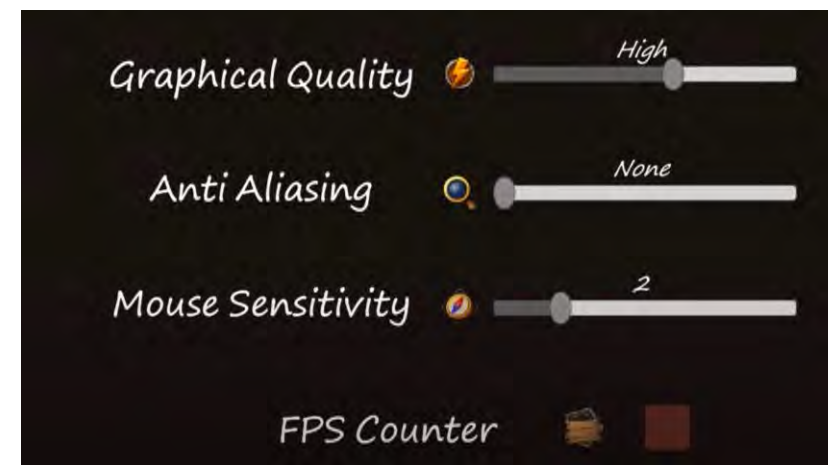 High
Graphical Quality
None
Anti Aliasing
2
Mouse Sensitivity
FPS Counter